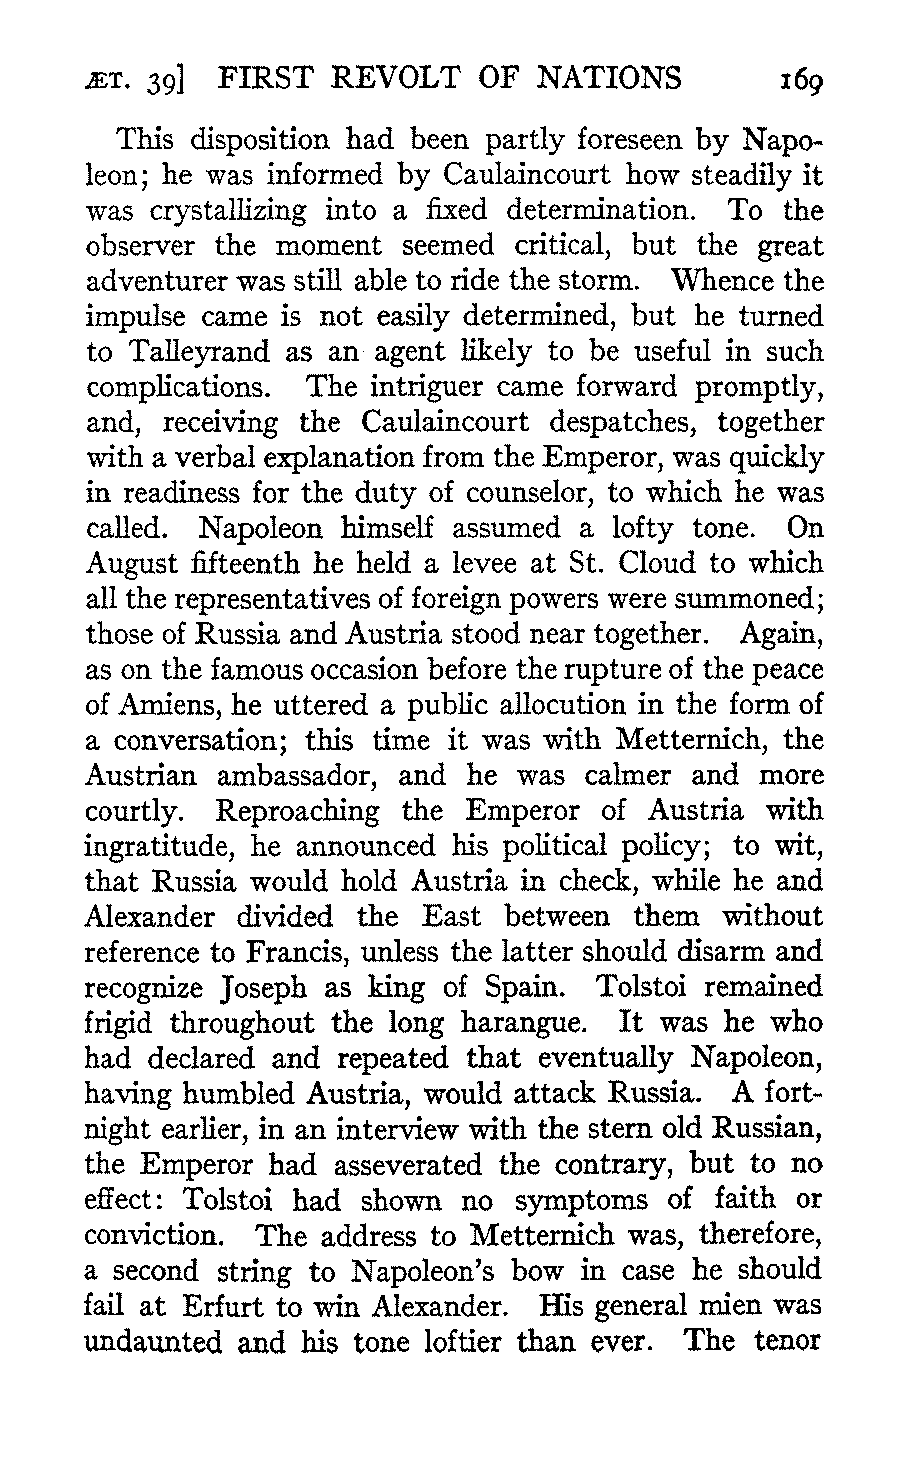 ÆT. 39] FIRST REVOLT OF NATIONS 169
This disposition had been partly foreseen by Napo-
leon; he was informed by Caulaincourt how steadily it
was crystallizing into a fixed determination. To the
observer the moment seemed critical, but the great
adventurer was still able to ride the storm. Whence the
impulse came is not easily determined, but he turned
to Talleyrand as an agent likely to be useful in such
complications. The intriguer came forward promptly,
and, receiving the Caulaincourt despatches, together
with a verbal explanation from the Emperor, was quickly
in readiness for the duty of counselor, to which he was
called. Napoleon himself assumed a lofty tone. On
August fifteenth he held a levee at St. Cloud to which
all the representatives of foreign powers were summoned;
those of Russia and Austria stood near together. Again,
as on the famous occasion before the rupture of the peace
of Amiens, he uttered a public allocution in the form of
a conversation; this time it was with Metternich, the
Austrian ambassador, and he was calmer and more
courtly. Reproaching the Emperor of Austria with
ingratitude, he announced his political policy; to wit,
that Russia would hold Austria in check, while he and
Alexander divided the East between them without
reference to Francis, unless the latter should disarm and
recognize Joseph as king of Spain. Tolstoi remained
frigid throughout the long harangue. It was he who
had declared and repeated that eventually Napoleon,
having humbled Austria, would attack Russia. A fort-
night earlier, in an interview with the stern old Russian,
the Emperor had asseverated the contrary, but to no
effect: Tolstoi had shown no symptoms of faith or
conviction. The address to Metternich was, therefore,
a second string to Napoleon's bow in case he should
fail at Erfurt to win Alexander. His general mien was
undaunted and his tone loftier than ever. The tenor